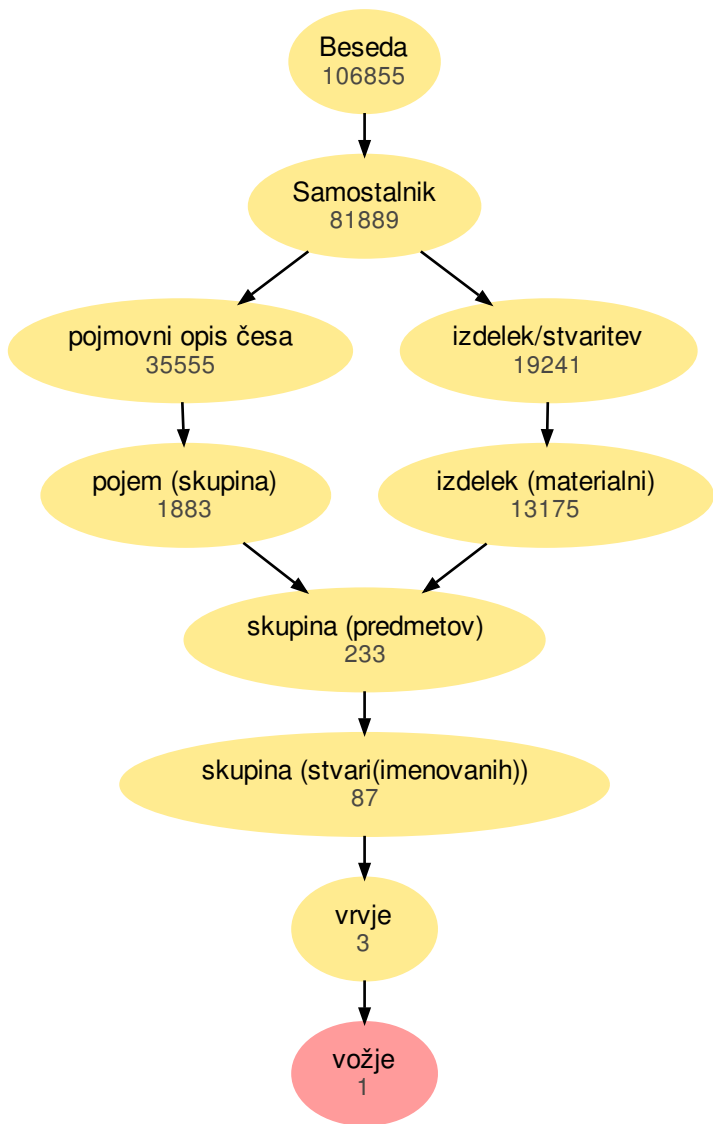 Beseda
106855
Samostalnik
81889
pojmovni opis česa
35555
izdelek/stvaritev
19241
pojem (skupina)
1883
izdelek (materialni)
13175
skupina (predmetov)
233
skupina (stvari(imenovanih))
87
vrvje
3
vožje
1